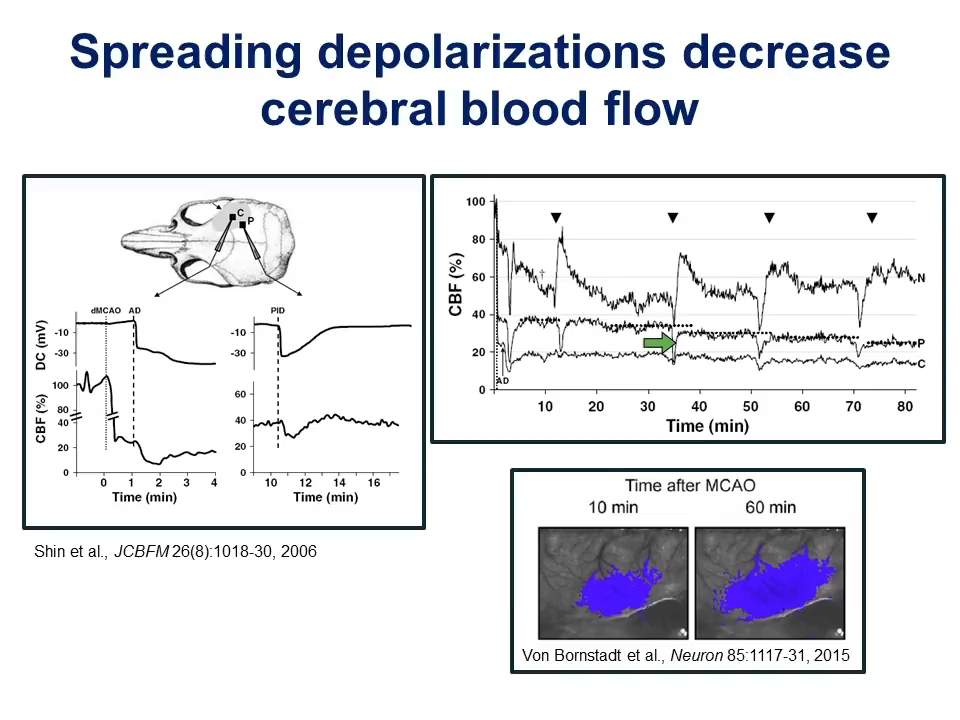 Spreading depolarizations decrease
cerebral blood flow
C
P
dMCAO AD
PID
DC (mV)
-10
-30
-10
-30
CBF (%)
100
80
40
20
0
60
40
20
0
0 1 2 3 4
Time (min)
10 12 14 16
Time (min)
Shin et al., JCBFM 26(8):1018-30, 2006
CBF (%)
100
80
60
40
20
0
†
N
P
C
AD
10 20 30 40 50 60 70 80
Time (min)
Time after MCAO
10 min 60 min
Von Bornstadt et al., Neuron 85:1117-31, 2015